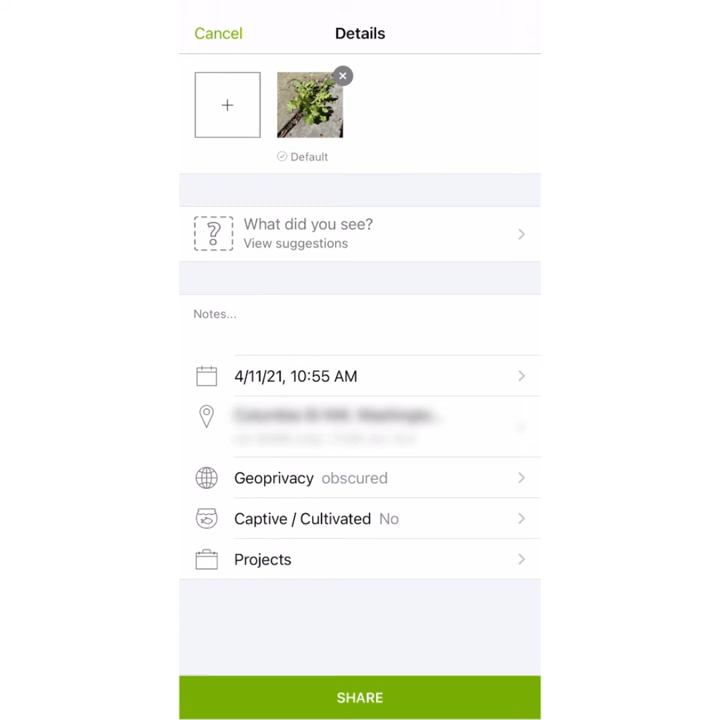 Cancel
Details
Default
What did you see?
View suggestions
Notes...
4/11/21, 10:55 AM
Geoprivacy obscured
Captive / Cultivated No
Projects
SHARE